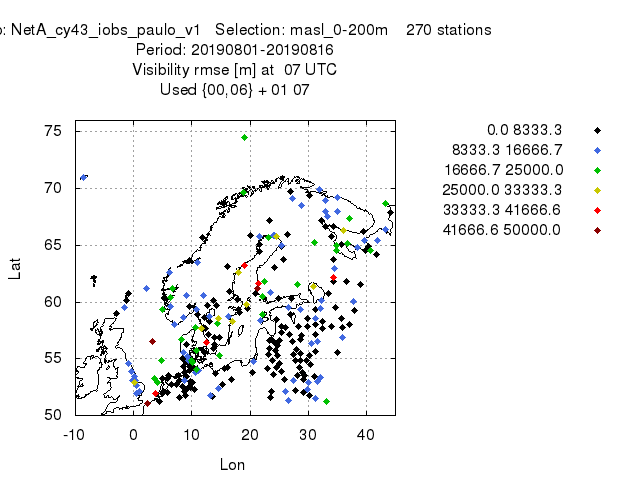 : NetA_cy43_iobs_paulo_v1 Selection: masl_0-200m 270 stations
Period: 20190801-20190816
Visibility rmse [m] at 07 UTC
Used {00,06} + 01 07
0.0 8333.3
8333.3 16666.7
16666.7 25000.0
25000.0 33333.3
33333.3 41666.6
41666.6 50000.0
75
70
65
60
55
50
Lat
-10 0 10 20 30 40
Lon